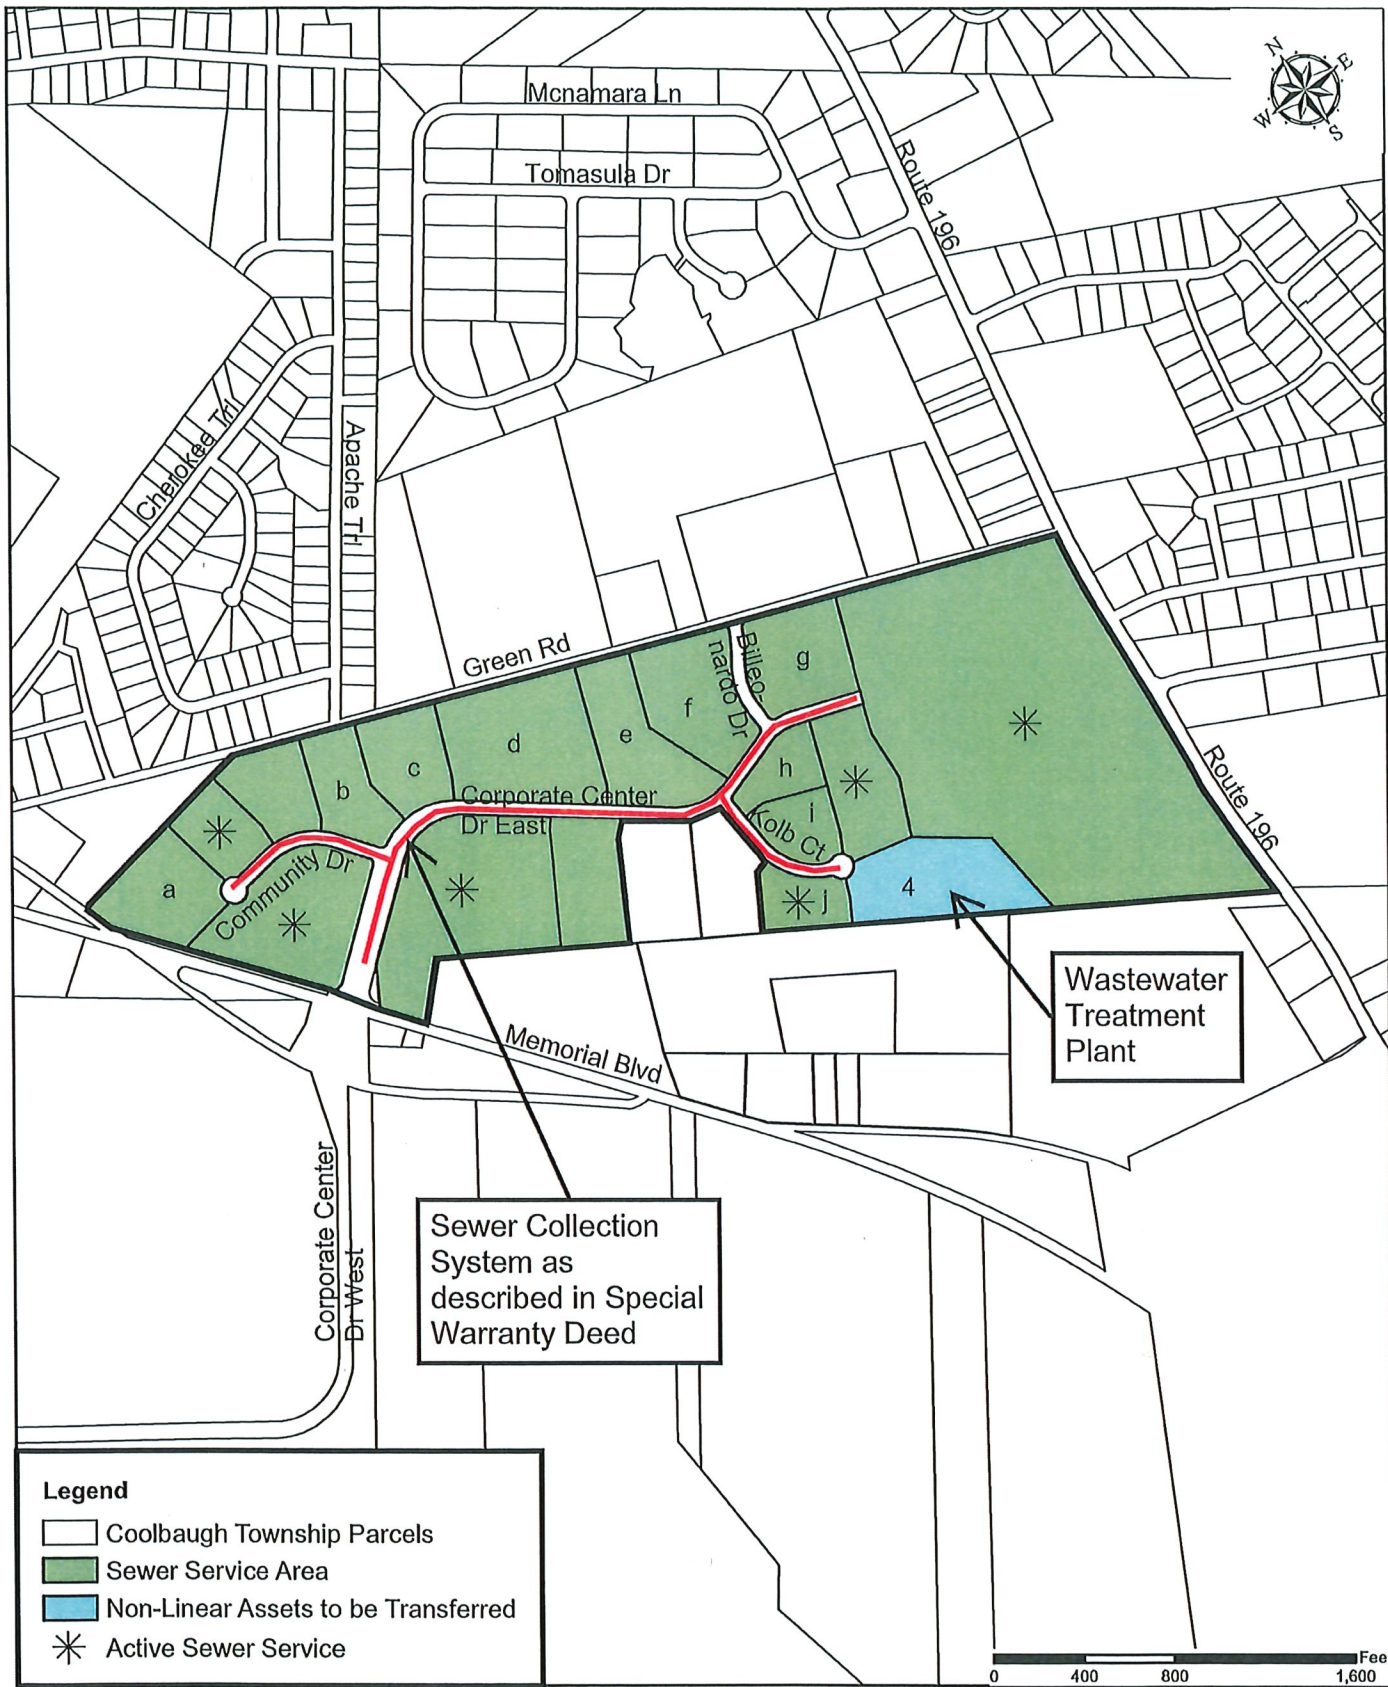 N
E
W
S
Mcnamara Ln
Tomasula Dr
Route 196
Cherokee Trl
Apache Trl
Green Rd
Billeo-
nardo Dr
g
f
e
d
c
b
h
i
a
j
4
Corporate Center
Dr East
Kolb Ct
Community Dr
Route 196
Wastewater
Treatment
Plant
Memorial Blvd
Corporate Center
Dr West
Sewer Collection
System as
described in Special
Warranty Deed
Legend
Coolbaugh Township Parcels
Sewer Service Area
Non-Linear Assets to be Transferred
Active Sewer Service
Fee
0 400 800 1,600